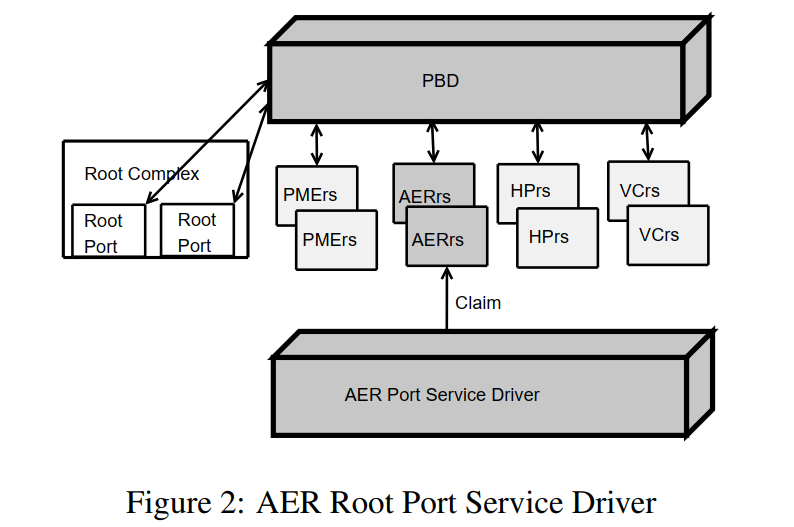 PBD
Root Complex
Root
Port
Root
Port
PMErs
PMErs
AERrs
AERrs
HPrs
HPrs
VCrs
VCrs
Claim
AER Port Service Driver
Figure 2: AER Root Port Service Driver